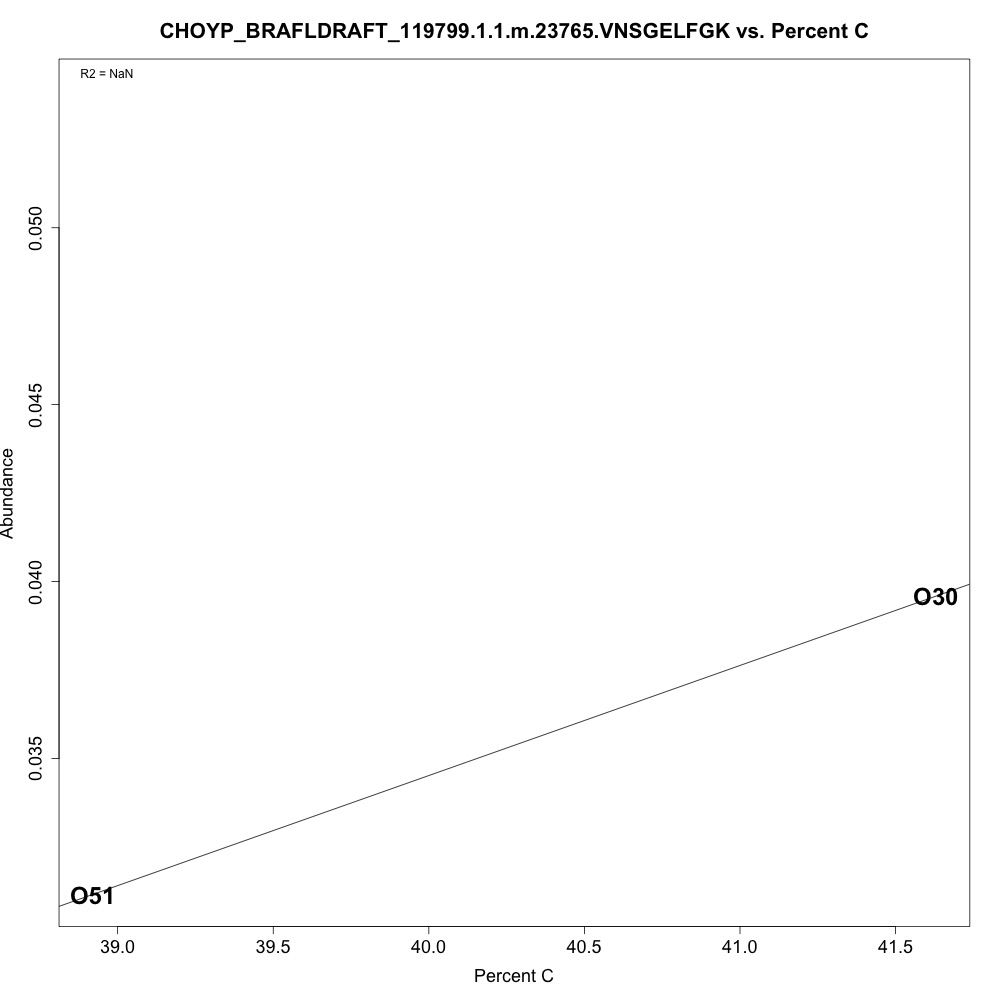 CHOYP_BRAFLDRAFT_119799.1.1.m.23765.VNSGELFGK vs. Percent C
R2 = NaN
0.050
0.045
Abundance
0.040
O30
0.035
O51
39.0 39.5 40.0 40.5 41.0 41.5
Percent C